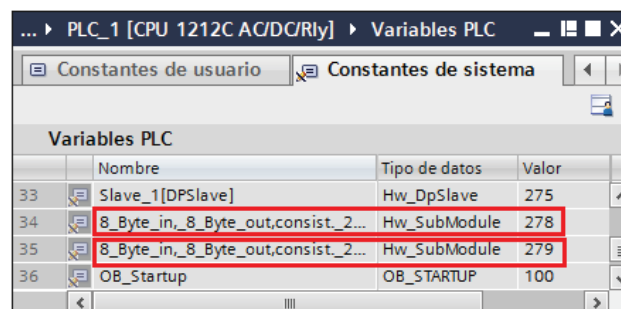 ... ▸ PLC_1 [CPU 1212C AC/DC/Rly] ▸ Variables PLC
Constantes de usuario Constantes de sistema
Variables PLC
Nombre Tipo de datos Valor
33 Slave_1[DPSlave] Hw_DpSlave 275
34 8_Byte_in,_8_Byte_out,consist._2... Hw_SubModule 278
35 8_Byte_in,_8_Byte_out,consist._2... Hw_SubModule 279
36 OB_Startup OB_STARTUP 100